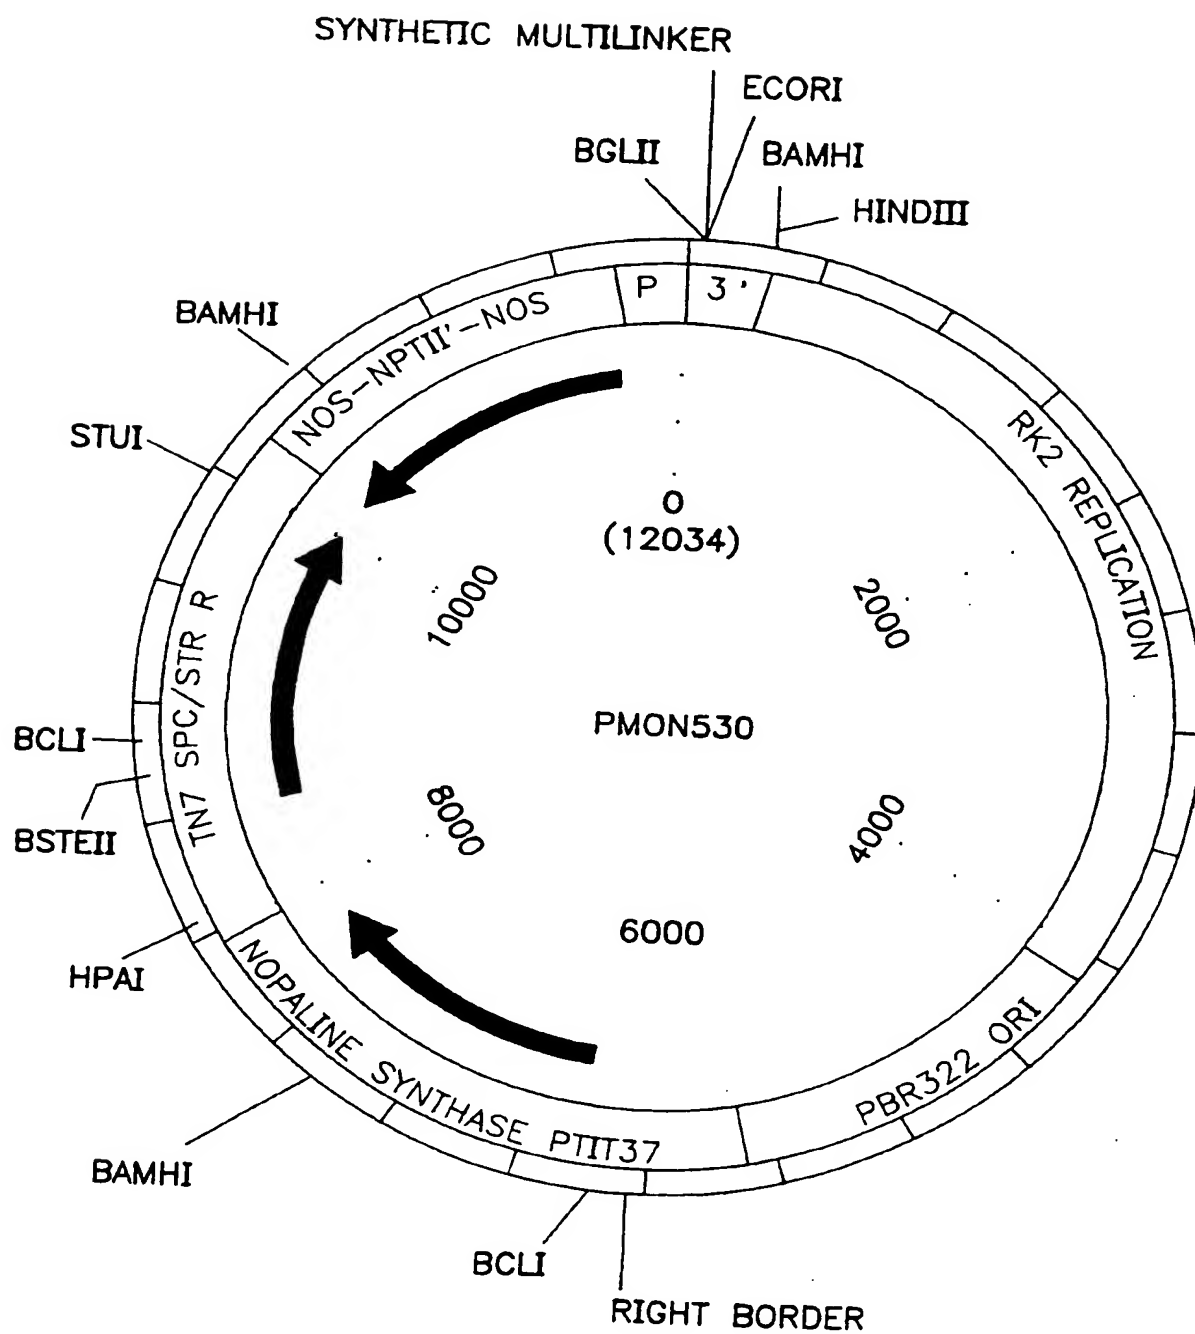 SYNTHETIC MULTILINKER
ECORI
BGLII
BAMHI
HINDIII
BAMHI
P
3'
NOS-NPTII'-NOS
STUI
RK2 REPLICATION
0
(12034)
10000
2000
TN7 SPC/STR R
PMON530
BCLI
BSTEII
8000
4000
6000
HPAI
NOPALINE SYNTHASE PTIT37
PBR322 ORI
BAMHI
BCLI
RIGHT BORDER